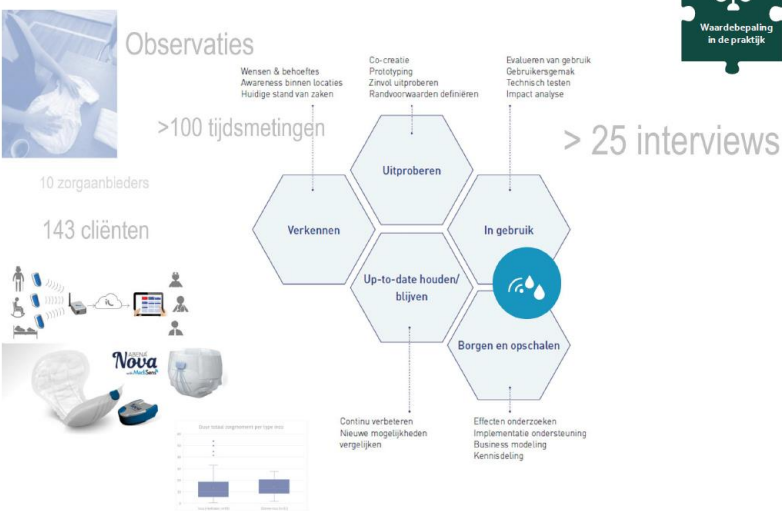 Waardebepaling
in de praktijk
Observaties
>100 tijdsmetingen
10 zorgaanbieders
143 cliënten
> 25 interviews
Wensen & behoeftes
Awareness binnen locaties
Huidige stand van zaken
Co-creatie
Prototyping
Zinvol uitproberen
Randvoorwaarden definiëren
Evalueren van gebruik
Gebruikersgemak
Technisch testen
Impact analyse
Uitproberen
Verkennen
In gebruik
Up-to-date houden/
blijven
Borgen en opschalen
ABENA
Nova
with MediSens
Continu verbeteren
Nieuwe mogelijkheden
vergelijken
Effecten onderzoeken
Implementatie ondersteuning
Business modeling
Kennisdeling